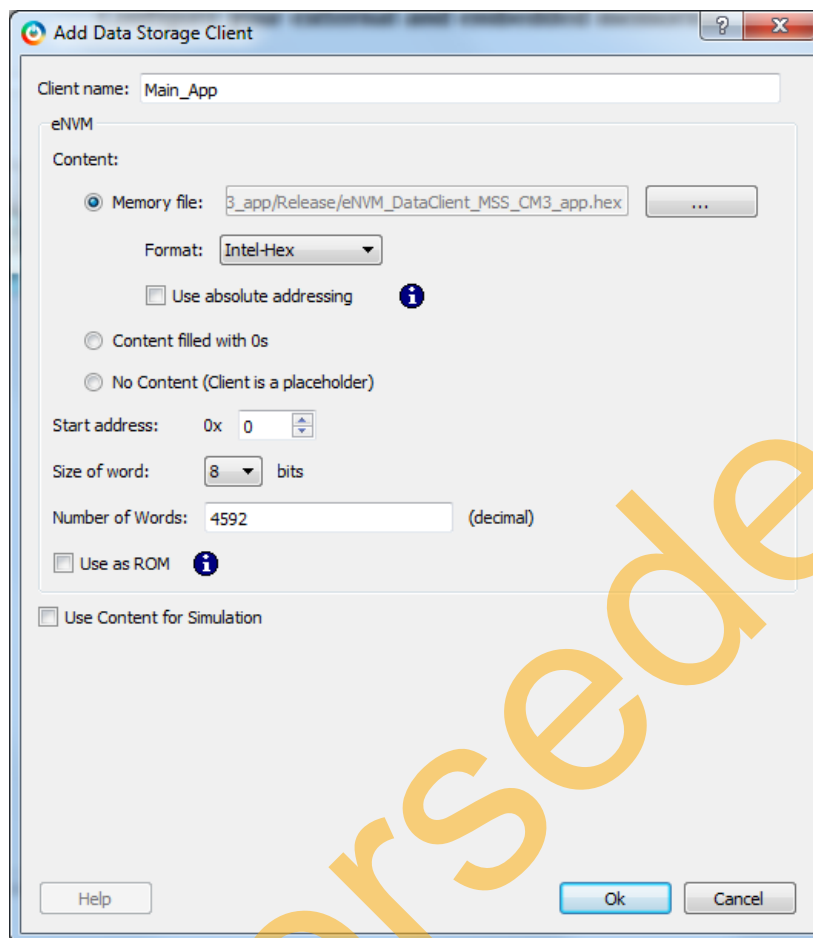 Add Data Storage Client
Client name: Main_App
eNVM
Content:
Memory file: 3_app/Release/eNVM_DataClient_MSS_CM3_app.hex ...
Format: Intel-Hex
Use absolute addressing
Content filled with 0s
No Content (Client is a placeholder)
Start address: 0x 0
Size of word: 8 bits
Number of Words: 4592 (decimal)
Use as ROM
Use Content for Simulation
Help Ok Cancel
orsede